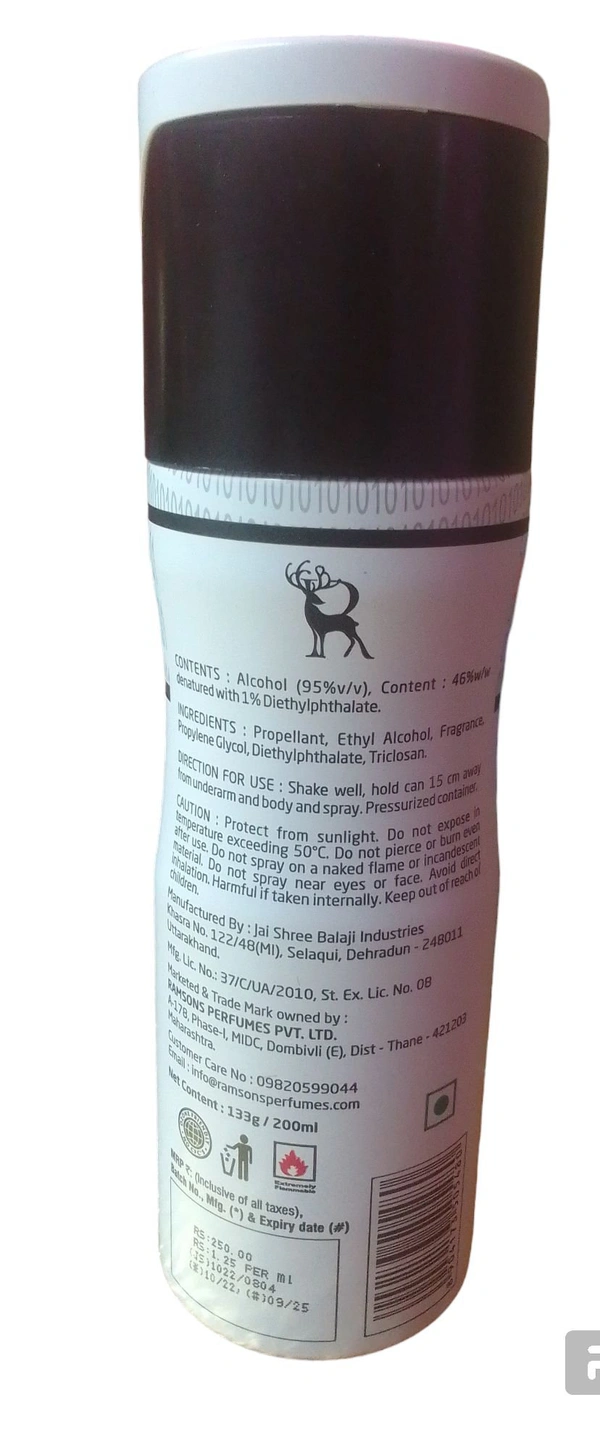 CONTENTS : Alcohol (95%v/v), Content : 46%w/w
denatured with 1% Diethylphthalate.
INGREDIENTS : Propellant, Ethyl Alcohol, Fragrance,
Propylene Glycol, Diethylphthalate, Triclosan.
DIRECTION FOR USE : Shake well, hold can 15 cm away
from underarm and body and spray. Pressurized container.
CAUTION : Protect from sunlight. Do not expose in
temperature exceeding 50°C. Do not pierce or burn even
after use. Do not spray on a naked flame or incandescent
material. Do not spray near eyes or face. Avoid direct
inhalation. Harmful if taken internally. Keep out of reach of
children.
Manufactured By : Jai Shree Balaji Industries
Khasra No. 122/48(MI), Selaqui, Dehradun - 248011
Uttarakhand.
Mfg. Lic. No.: 37/C/UA/2010, St. Ex. Lic. No. 08
Marketed & Trade Mark owned by :
RAMSONS PERFUMES PVT. LTD.
A-178, Phase-I, MIDC, Dombivli (E), Dist - Thane - 421203
Maharashtra.
Customer Care No : 09820599044
Email : info@ramsonsperfumes.com
Net Content : 133g / 200ml
Extremely
Flammable
MRP ₹: (inclusive of all taxes),
Batch No., Mfg. (*) & Expiry date (#)
RS:250.00
RS:1.25 PER ml
(JS)1022/0804
(*)10/22, (#)09/25